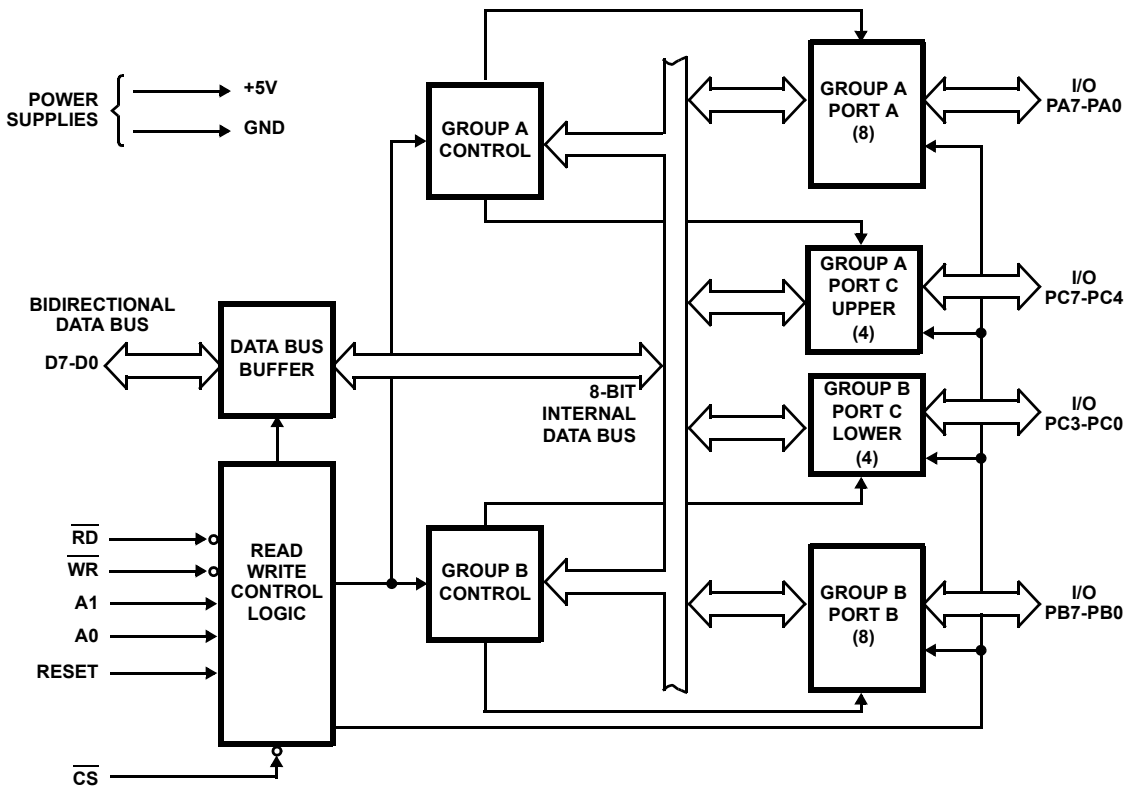 POWER
SUPPLIES
+5V
GND
GROUP A
CONTROL
GROUP A
PORT A
(8)
I/O
PA7-PA0
GROUP A
PORT C
UPPER
(4)
I/O
PC7-PC4
BIDIRECTIONAL
DATA BUS
D7-D0
DATA BUS
BUFFER
8-BIT
INTERNAL
DATA BUS
GROUP B
PORT C
LOWER
(4)
I/O
PC3-PC0
RD
WR
A1
A0
RESET
CS
READ
WRITE
CONTROL
LOGIC
GROUP B
CONTROL
GROUP B
PORT B
(8)
I/O
PB7-PB0